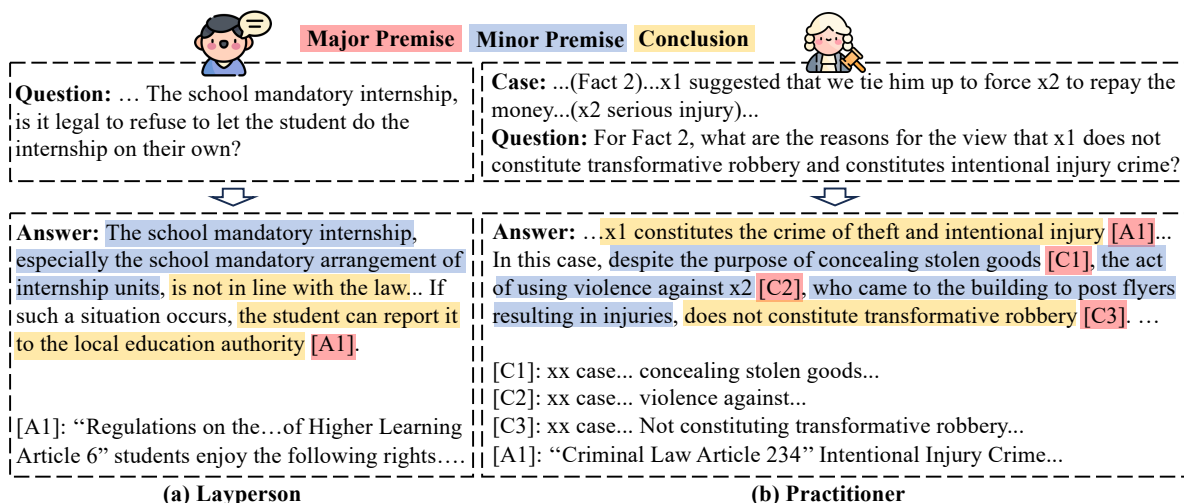 Major Premise Minor Premise Conclusion
Question: … The school mandatory internship,
is it legal to refuse to let the student do the
internship on their own?
Answer: The school mandatory internship,
especially the school mandatory arrangement of
internship units, is not in line with the law... If
such a situation occurs, the student can report it
to the local education authority [A1].
[A1]: “Regulations on the…of Higher Learning
Article 6” students enjoy the following rights….
(a) Layperson
Case: ...(Fact 2)...x1 suggested that we tie him up to force x2 to repay the
money...(x2 serious injury)...
Question: For Fact 2, what are the reasons for the view that x1 does not
constitute transformative robbery and constitutes intentional injury crime?
Answer: …x1 constitutes the crime of theft and intentional injury [A1]...
In this case, despite the purpose of concealing stolen goods [C1], the act
of using violence against x2 [C2], who came to the building to post flyers
resulting in injuries, does not constitute transformative robbery [C3]. …
[C1]: xx case... concealing stolen goods...
[C2]: xx case... violence against...
[C3]: xx case... Not constituting transformative robbery...
[A1]: “Criminal Law Article 234” Intentional Injury Crime...
(b) Practitioner